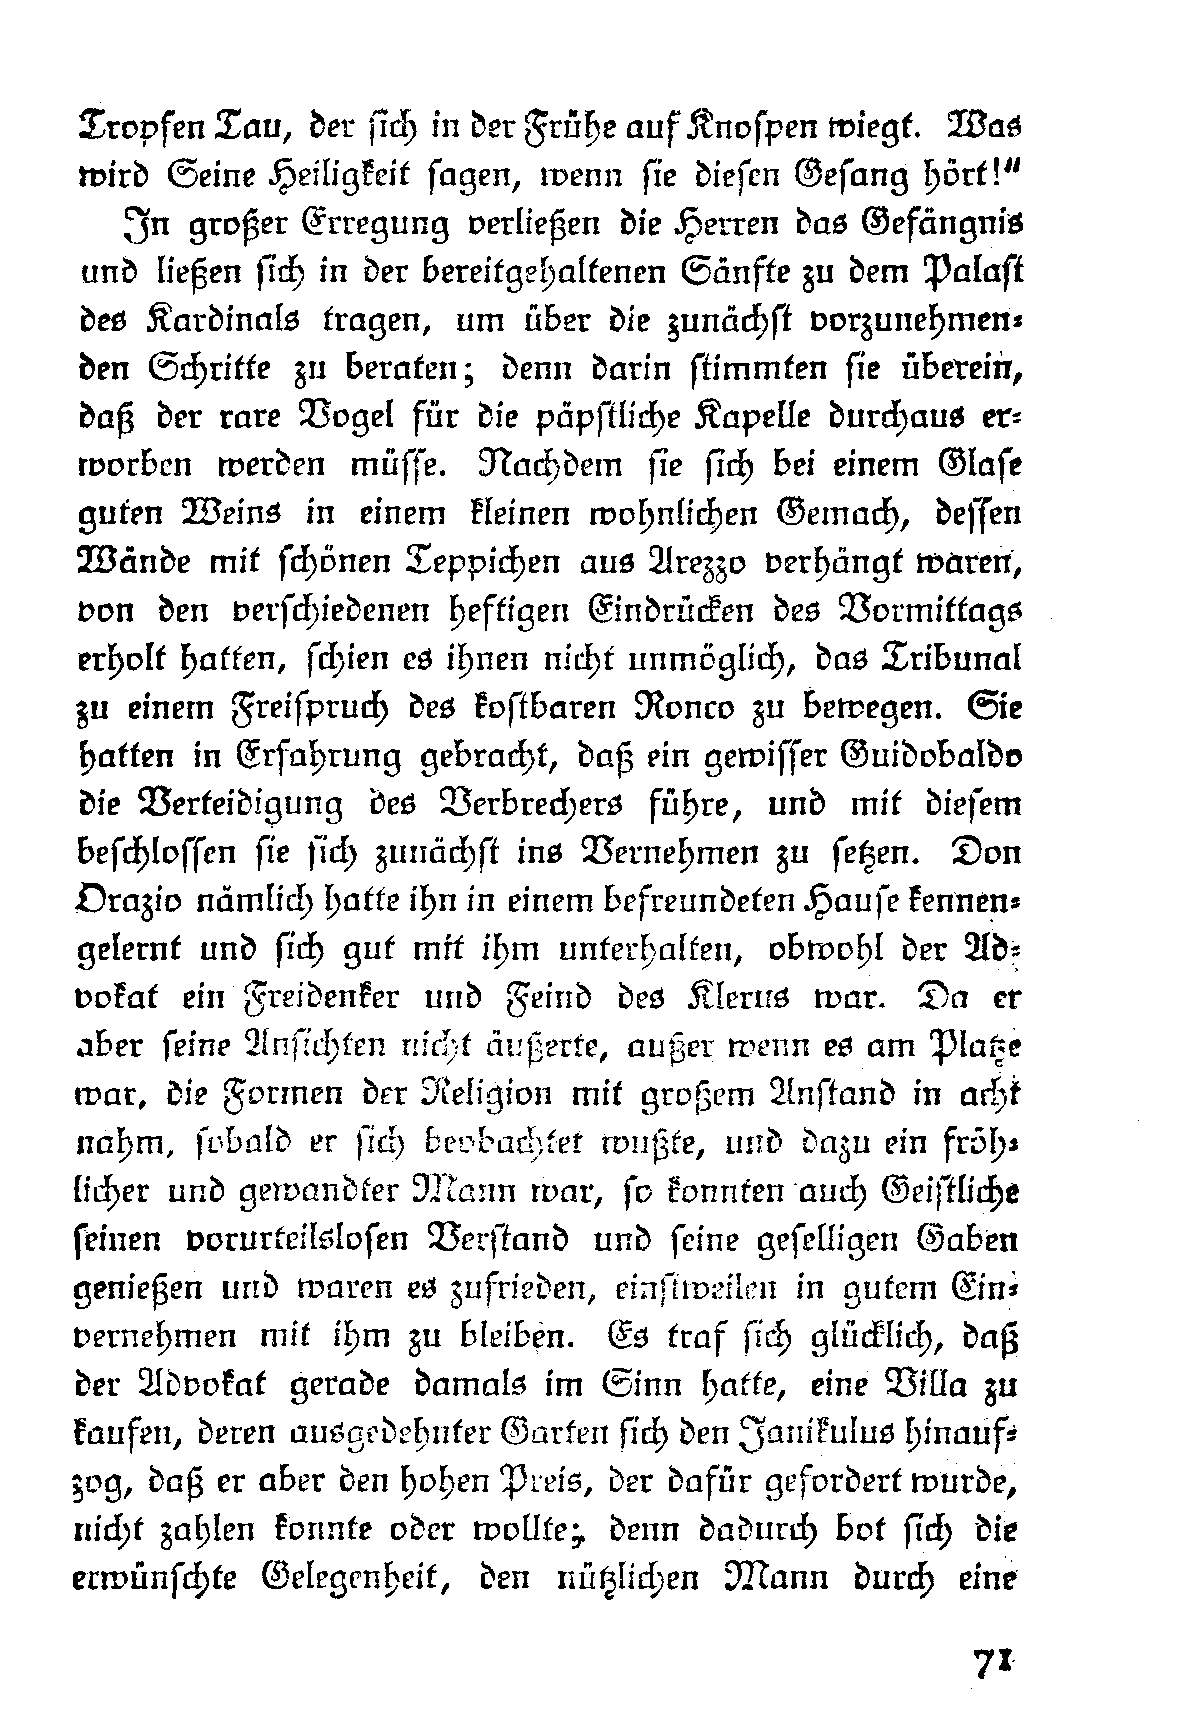 Tropfen Tau, der ſich in der Frühe auf Knoſpen wiegt. Was
wird Seine Heiligkeit ſagen, wenn ſie dieſen Geſang hört!"
In großer Erregung verließen die Herren das Gefängnis
und ließen ſich in der bereitgehaltenen Sänfte zu dem Palaſt
des Kardinals tragen, um über die zunächſt vorzunehmen⸗
den Schritte zu beraten; denn darin ſtimmten ſie überein,
daß der rare Vogel für die päpſtliche Kapelle durchaus er⸗
worben werden müſſe. Nachdem ſie ſich bei einem Glaſe
guten Weins in einem kleinen wohnlichen Gemach, deſſen
Wände mit ſchönen Teppichen aus Arezzo verhängt waren,
von den verſchiedenen heftigen Eindrücken des Vormittags
erholt hatten, ſchien es ihnen nicht unmöglich, das Tribunal
zu einem Freiſpruch des koſtbaren Ronco zu bewegen. Sie
hatten in Erfahrung gebracht, daß ein gewiſſer Guidobaldo
die Verteidigung des Verbrechers führe, und mit dieſem
beſchloſſen ſie ſich zunächſt ins Vernehmen zu ſetzen. Don
Orazio nämlich hatte ihn in einem befreundeten Hauſe kennen⸗
gelernt und ſich gut mit ihm unterhalten, obwohl der Ad⸗
vokat ein Freidenker und Feind des Klerus war. Da er
aber ſeine Anſichten nicht äußerte, außer wenn es am Platze
war, die Formen der Religion mit großem Anſtand in acht
nahm, ſobald er ſich beobachtet wußte, und dazu ein fröh⸗
licher und gewandter Mann war, ſo konnten auch Geiſtliche
ſeinen vorurteilsloſen Verſtand und ſeine geſelligen Gaben
genießen und waren es zufrieden, einſtweilen in gutem Ein⸗
vernehmen mit ihm zu bleiben. Es traf ſich glücklich, daß
der Advokat gerade damals im Sinn hatte, eine Villa zu
kaufen, deren ausgedehnter Garten ſich den Janikulus hinauf⸗
zog, daß er aber den hohen Preis, der dafür gefordert wurde,
nicht zahlen konnte oder wollte; denn dadurch bot ſich die
erwünſchte Gelegenheit, den nützlichen Mann durch eine
71